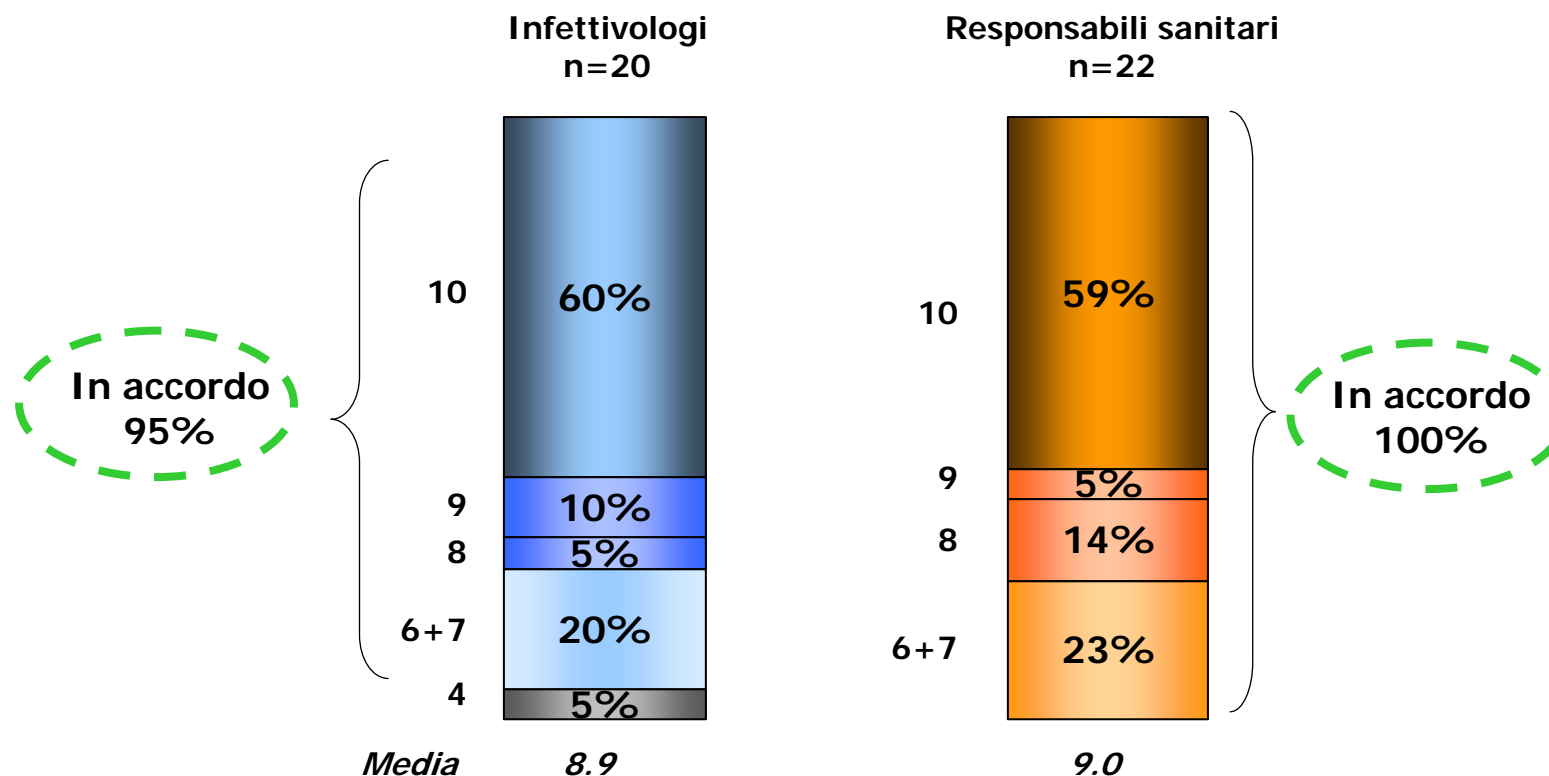 Infettivologi
n=20
Responsabili sanitari
n=22
10
60%
9
10%
8
5%
6+7
20%
4
5%
In accordo
95%
10
59%
9
5%
8
14%
6+7
23%
In accordo
100%
Media 8.9 9.0